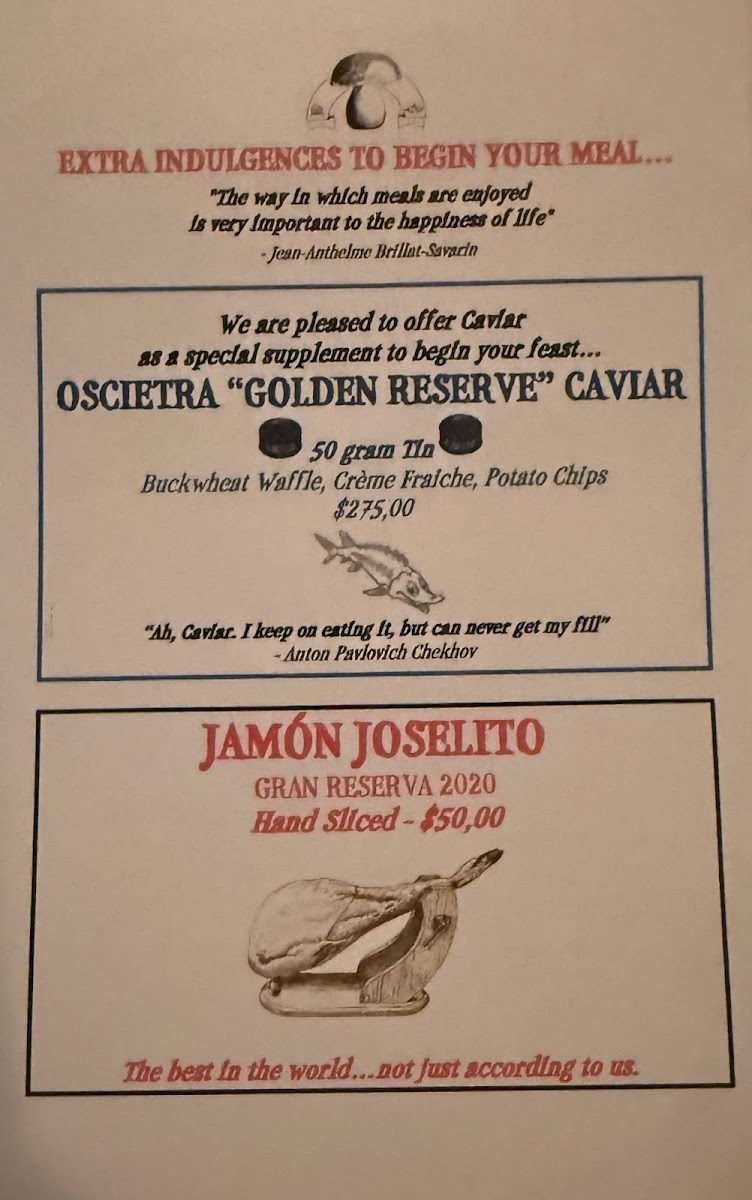 EXTRA INDULGENCES TO BEGIN YOUR MEAL...
"The way in which meals are enjoyed
is very important to the happiness of life"
- Jean-Anthelme Brillat-Savarin
We are pleased to offer Caviar
as a special supplement to begin your feast...
OSCIETRA “GOLDEN RESERVE” CAVIAR
50 gram Tin
Buckwheat Waffle, Crème Fraiche, Potato Chips
$275,00
“Ah, Caviar. I keep on eating it, but can never get my fill”
- Anton Pavlovich Chekhov
JAMÓN JOSELITO
GRAN RESERVA 2020
Hand Sliced - $50,00
The best in the world...not just according to us.